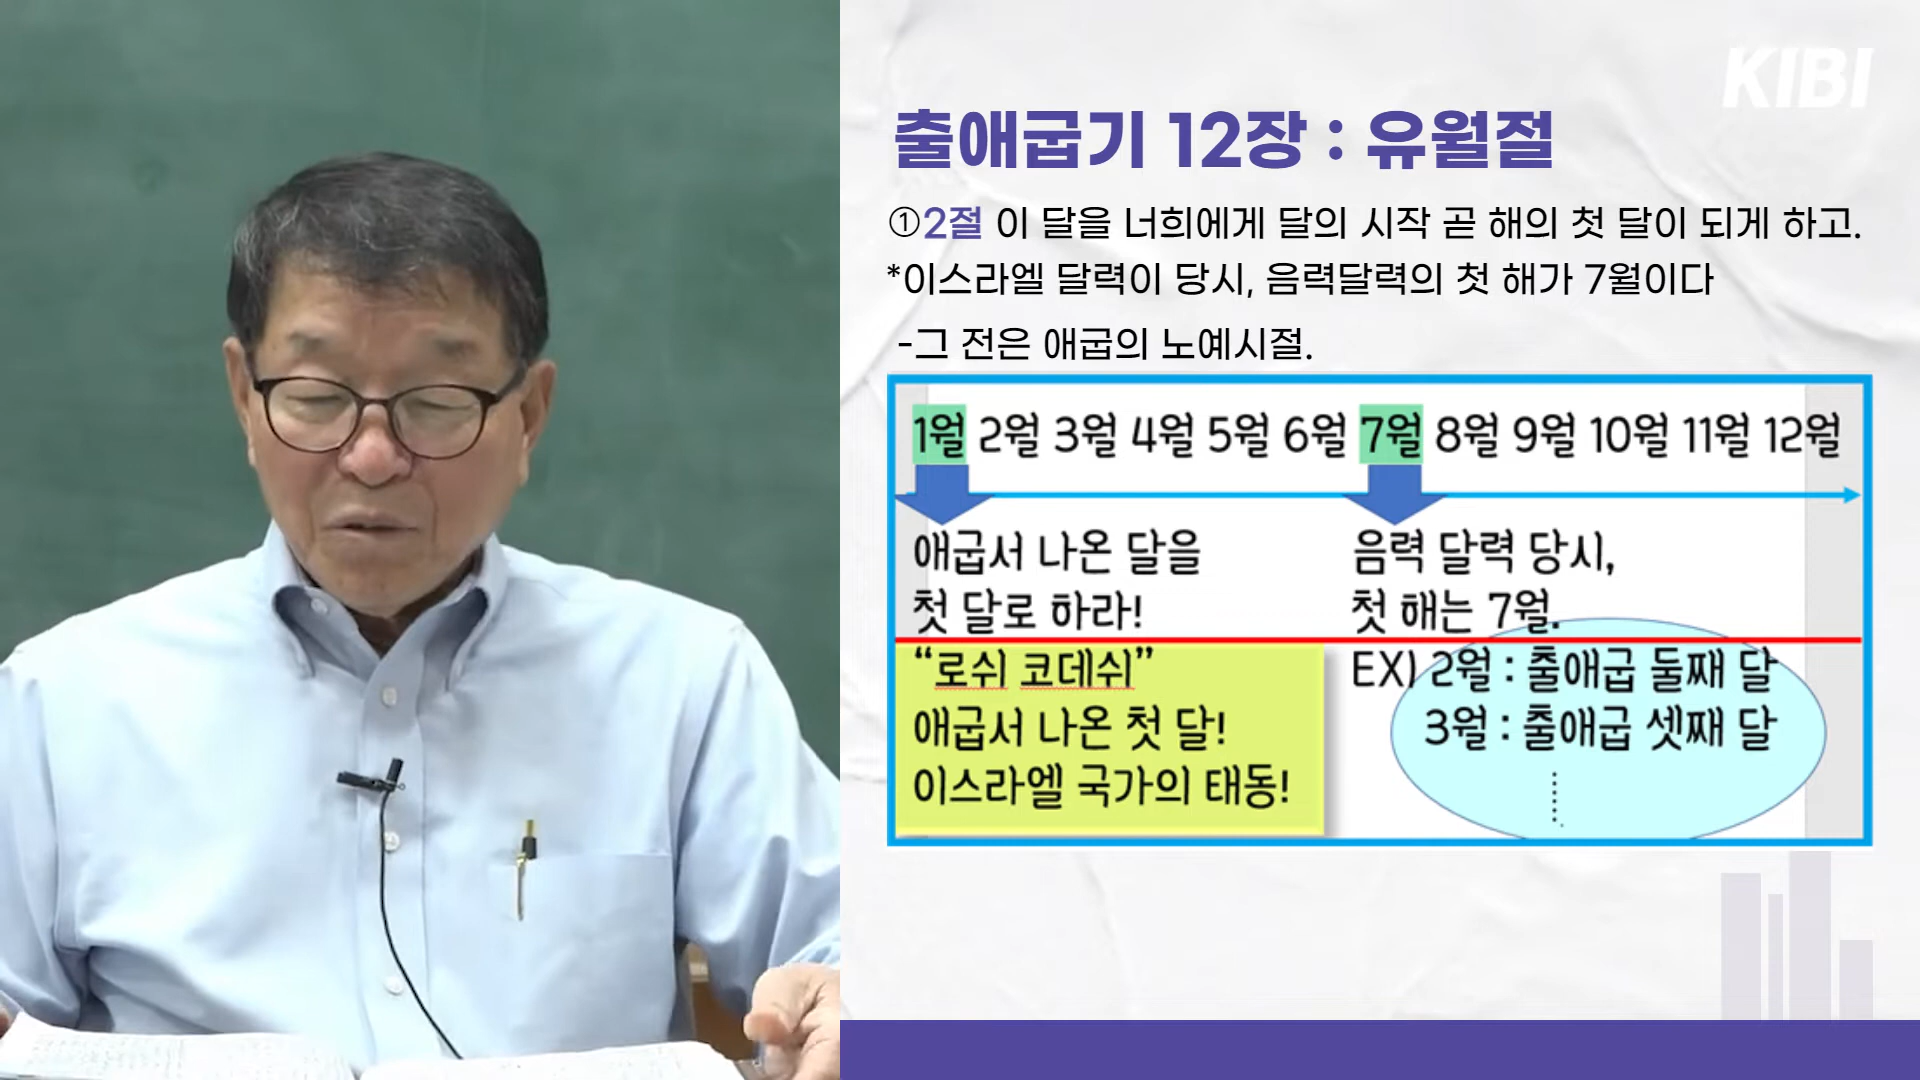 KIBI
출애굽기 12장 : 유월절
①2절 이 달을 너희에게 달의 시작 곧 해의 첫 달이 되게 하고.
*이스라엘 달력이 당시, 음력달력의 첫 해가 7월이다
-그 전은 애굽의 노예시절.
1월 2월 3월 4월 5월 6월 7월 8월 9월 10월 11월 12월
애굽서 나온 달을
첫 달로 하라!
음력 달력 당시,
첫 해는 7월.
“로쉬 코데쉬”
애굽서 나온 첫 달!
이스라엘 국가의 태동!
EX) 2월 : 출애굽 둘째 달
3월 : 출애굽 셋째 달